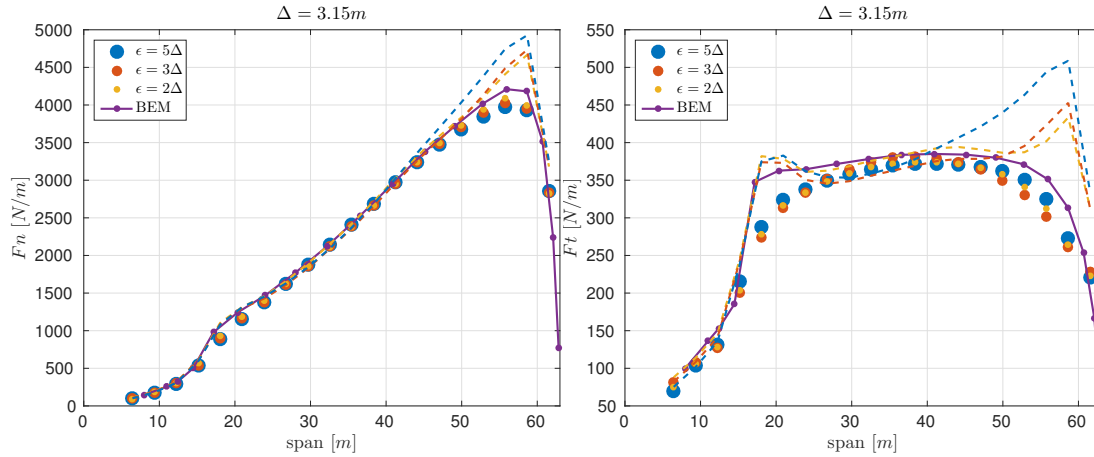 Δ = 3.15m
5000
4500
4000
3500
3000
2500
2000
1500
1000
500
0
Fn [N/m]
ϵ = 5Δ
ϵ = 3Δ
ϵ = 2Δ
BEM
0 10 20 30 40 50 60
span [m]
Δ = 3.15m
550
500
450
400
350
300
250
200
150
100
50
Ft [N/m]
ϵ = 5Δ
ϵ = 3Δ
ϵ = 2Δ
BEM
0 10 20 30 40 50 60
span [m]